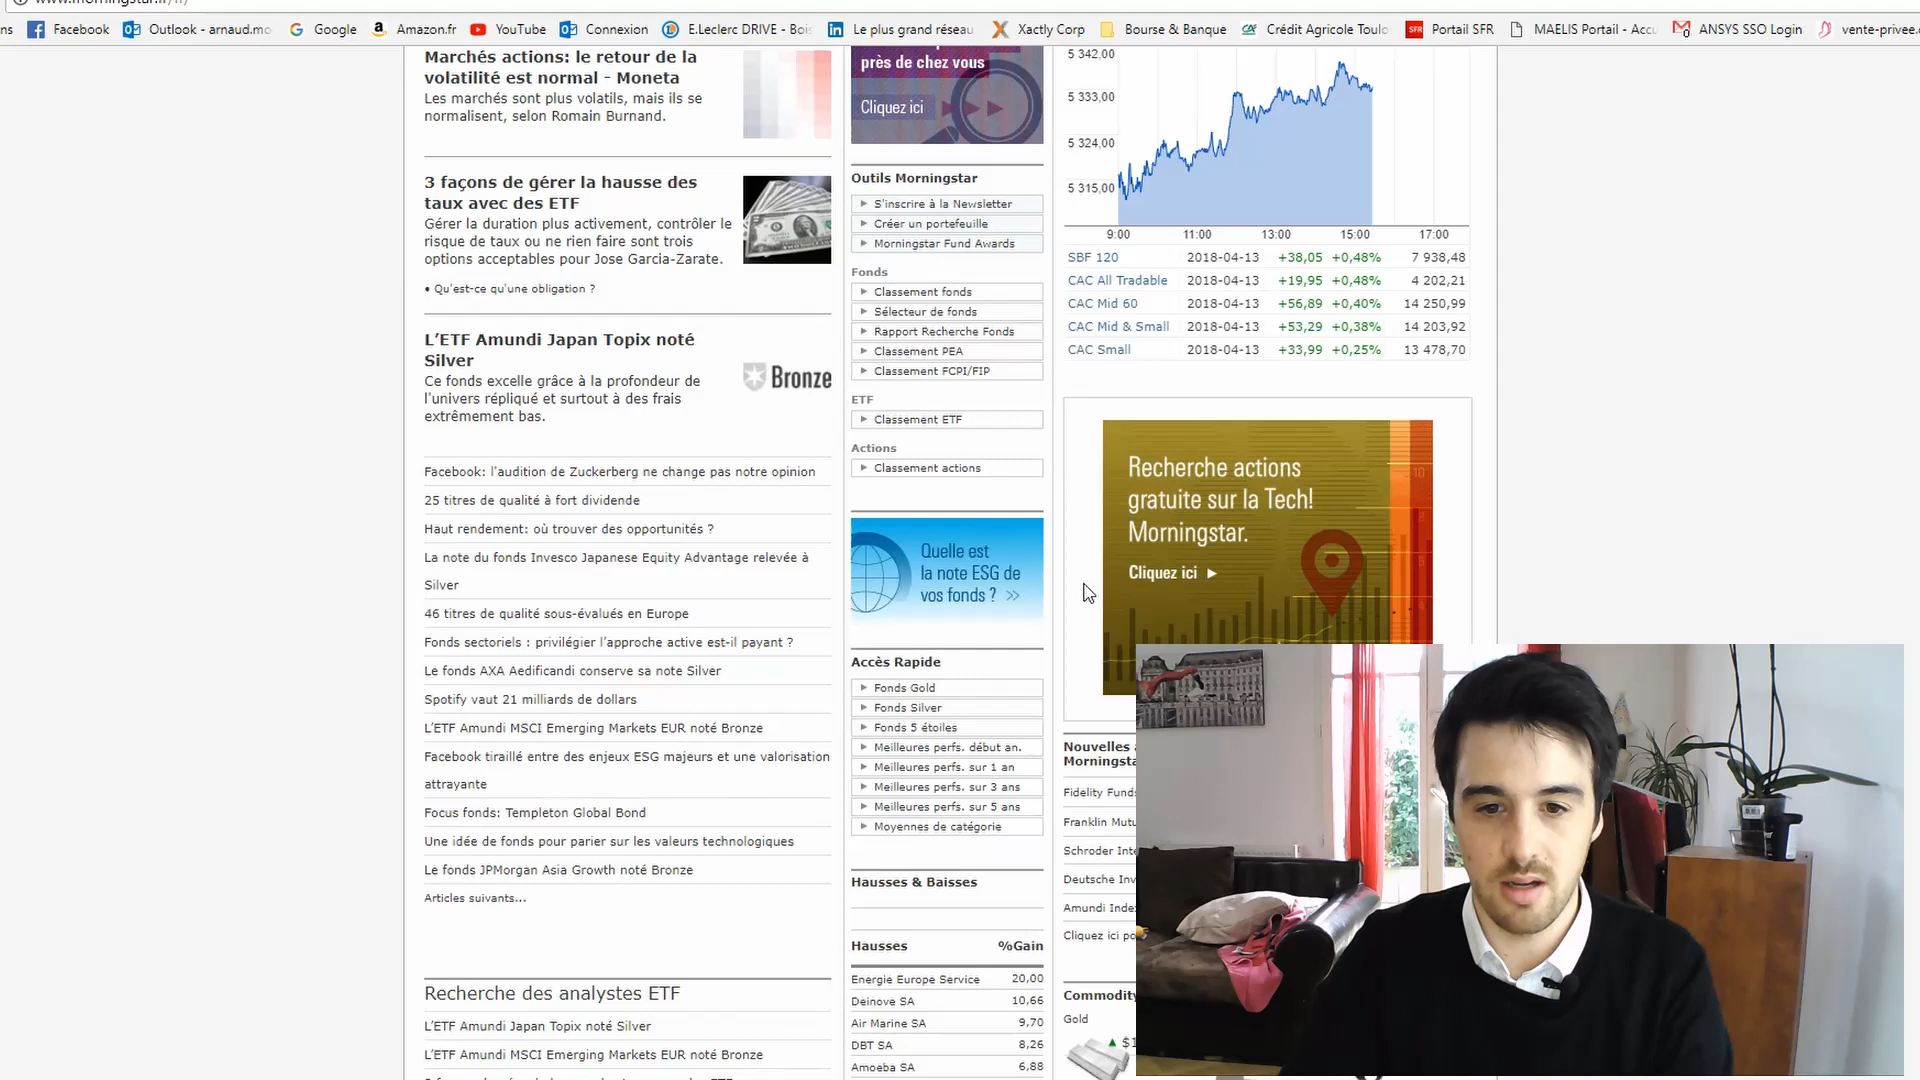 www.morningstar.fr/fr/
ns
Facebook
Outlook - arnaud.mo
Google
Amazon.fr
YouTube
Connexion
E.Leclerc DRIVE - Bois
Le plus grand réseau
Xactly Corp
Bourse & Banque
Crédit Agricole Toulo
SFR
Portail SFR
MAELIS Portail - Accu
ANSYS SSO Login
vente-privee.c
Marchés actions: le retour de la
volatilité est normal - Moneta
Les marchés sont plus volatils, mais ils se
normalisent, selon Romain Burnand.
3 façons de gérer la hausse des
taux avec des ETF
Gérer la duration plus activement, contrôler le
risque de taux ou ne rien faire sont trois
options acceptables pour Jose Garcia-Zarate.
• Qu'est-ce qu'une obligation ?
L’ETF Amundi Japan Topix noté
Silver
Ce fonds excelle grâce à la profondeur de
l'univers répliqué et surtout à des frais
extrêmement bas.
Bronze
Facebook: l'audition de Zuckerberg ne change pas notre opinion
25 titres de qualité à fort dividende
Haut rendement: où trouver des opportunités ?
La note du fonds Invesco Japanese Equity Advantage relevée à
Silver
46 titres de qualité sous-évalués en Europe
Fonds sectoriels : privilégier l’approche active est-il payant ?
Le fonds AXA Aedificandi conserve sa note Silver
Spotify vaut 21 milliards de dollars
L’ETF Amundi MSCI Emerging Markets EUR noté Bronze
Facebook tiraillé entre des enjeux ESG majeurs et une valorisation
attrayante
Focus fonds: Templeton Global Bond
Une idée de fonds pour parier sur les valeurs technologiques
Le fonds JPMorgan Asia Growth noté Bronze
Articles suivants...
Recherche des analystes ETF
L’ETF Amundi Japan Topix noté Silver
L’ETF Amundi MSCI Emerging Markets EUR noté Bronze
près de chez vous
Cliquez ici
Outils Morningstar
S'inscrire à la Newsletter
Créer un portefeuille
Morningstar Fund Awards
Fonds
Classement fonds
Sélecteur de fonds
Rapport Recherche Fonds
Classement PEA
Classement FCPI/FIP
ETF
Classement ETF
Actions
Classement actions
Quelle est
la note ESG de
vos fonds ? >>
Accès Rapide
Fonds Gold
Fonds Silver
Fonds 5 étoiles
Meilleures perfs. début an.
Meilleures perfs. sur 1 an
Meilleures perfs. sur 3 ans
Meilleures perfs. sur 5 ans
Moyennes de catégorie
Hausses & Baisses
Hausses %Gain
Energie Europe Service 20,00
Deinove SA 10,66
Air Marine SA 9,70
DBT SA 8,26
Amoeba SA 6,88
5 342,00
5 333,00
5 324,00
5 315,00
9:00 11:00 13:00 15:00 17:00
SBF 120 2018-04-13 +38,05 +0,48% 7 938,48
CAC All Tradable 2018-04-13 +19,95 +0,48% 4 202,21
CAC Mid 60 2018-04-13 +56,89 +0,40% 14 250,99
CAC Mid & Small 2018-04-13 +53,29 +0,38% 14 203,92
CAC Small 2018-04-13 +33,99 +0,25% 13 478,70
Recherche actions
gratuite sur la Tech!
Morningstar.
Cliquez ici
Nouvelles
Morningsta
Fidelity Funds
Franklin Mutu
Schroder Inte
Deutsche Inv
Amundi Index
Cliquez ici po
Commodity
Gold